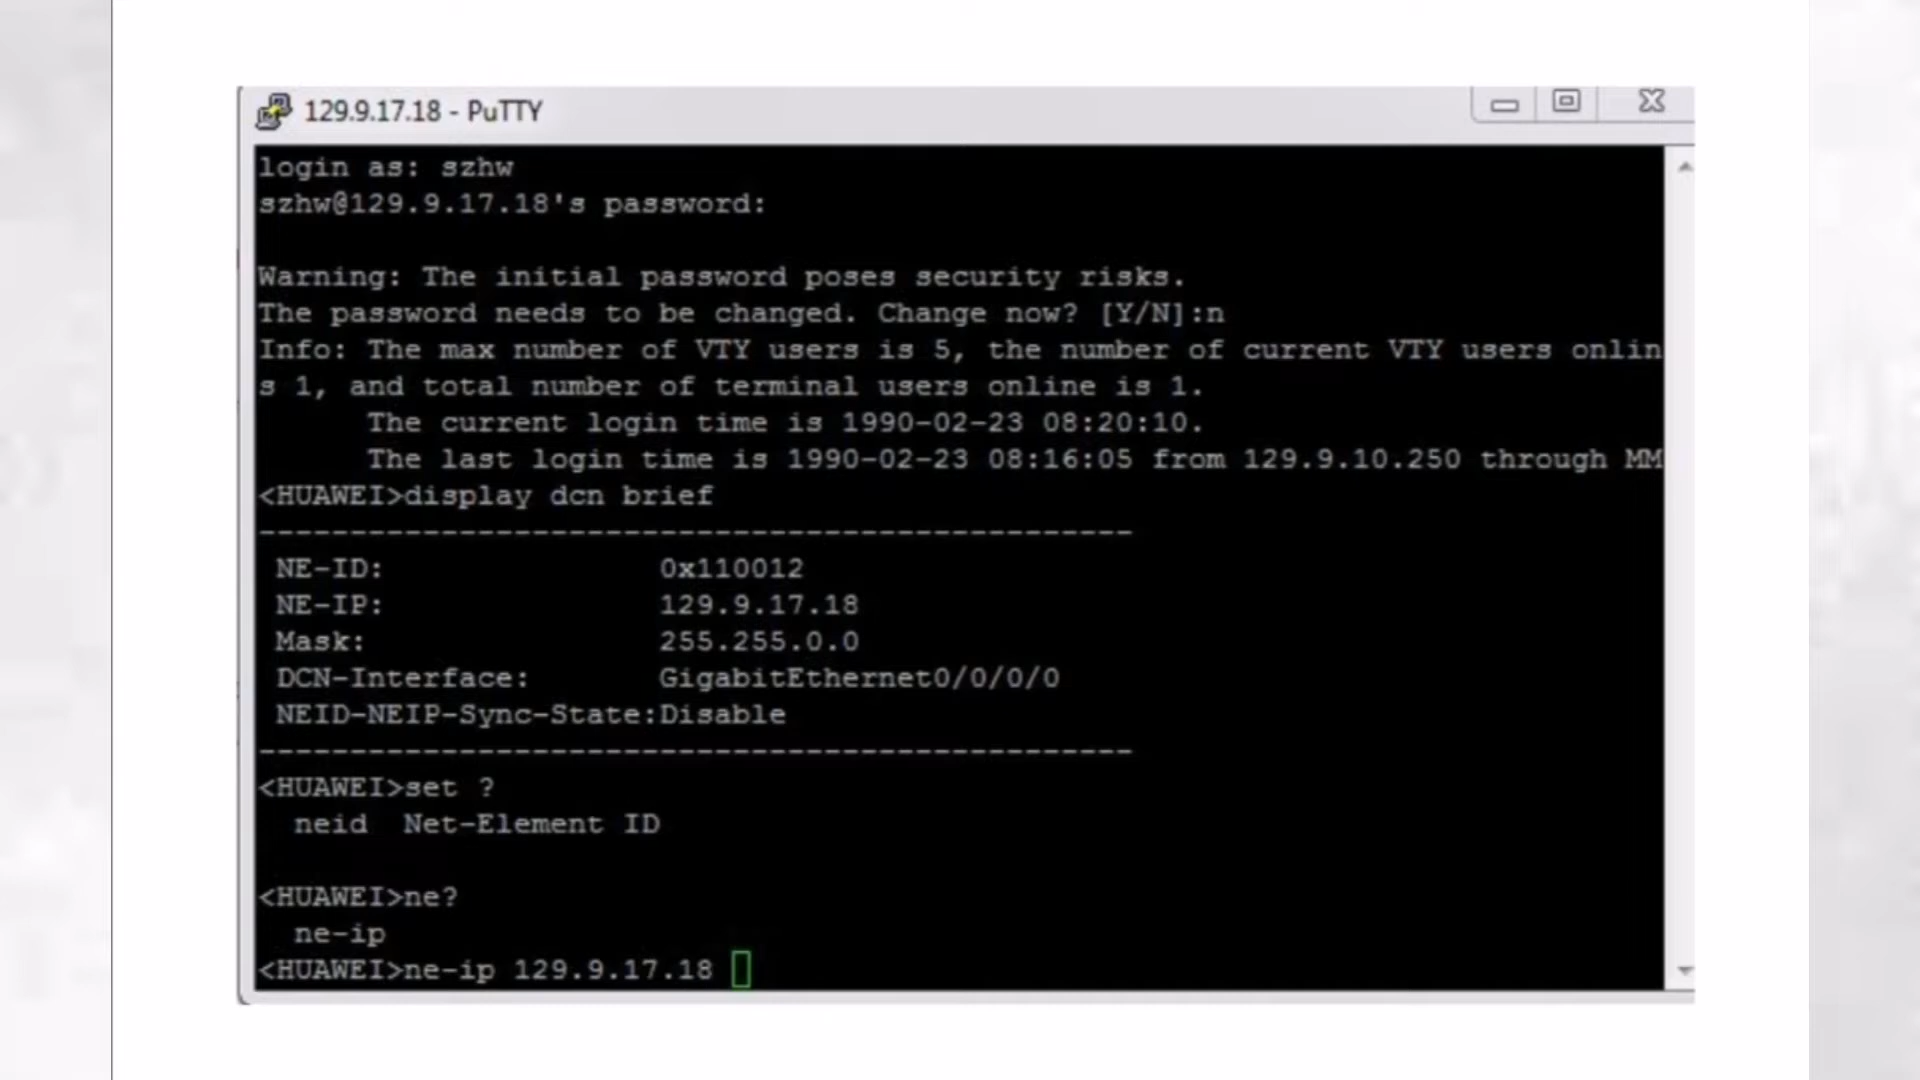 129.9.17.18 - PuTTY
login as: szhw
szhw@129.9.17.18's password:
Warning: The initial password poses security risks.
The password needs to be changed. Change now? [Y/N]:n
Info: The max number of VTY users is 5, the number of current VTY users onlin
s 1, and total number of terminal users online is 1.
The current login time is 1990-02-23 08:20:10.
The last login time is 1990-02-23 08:16:05 from 129.9.10.250 through MM
<HUAWEI>display dcn brief
------------------------------------------------
NE-ID: 0x110012
NE-IP: 129.9.17.18
Mask: 255.255.0.0
DCN-Interface: GigabitEthernet0/0/0/0
NEID-NEIP-Sync-State:Disable
------------------------------------------------
<HUAWEI>set ?
neid Net-Element ID
<HUAWEI>ne?
ne-ip
<HUAWEI>ne-ip 129.9.17.18